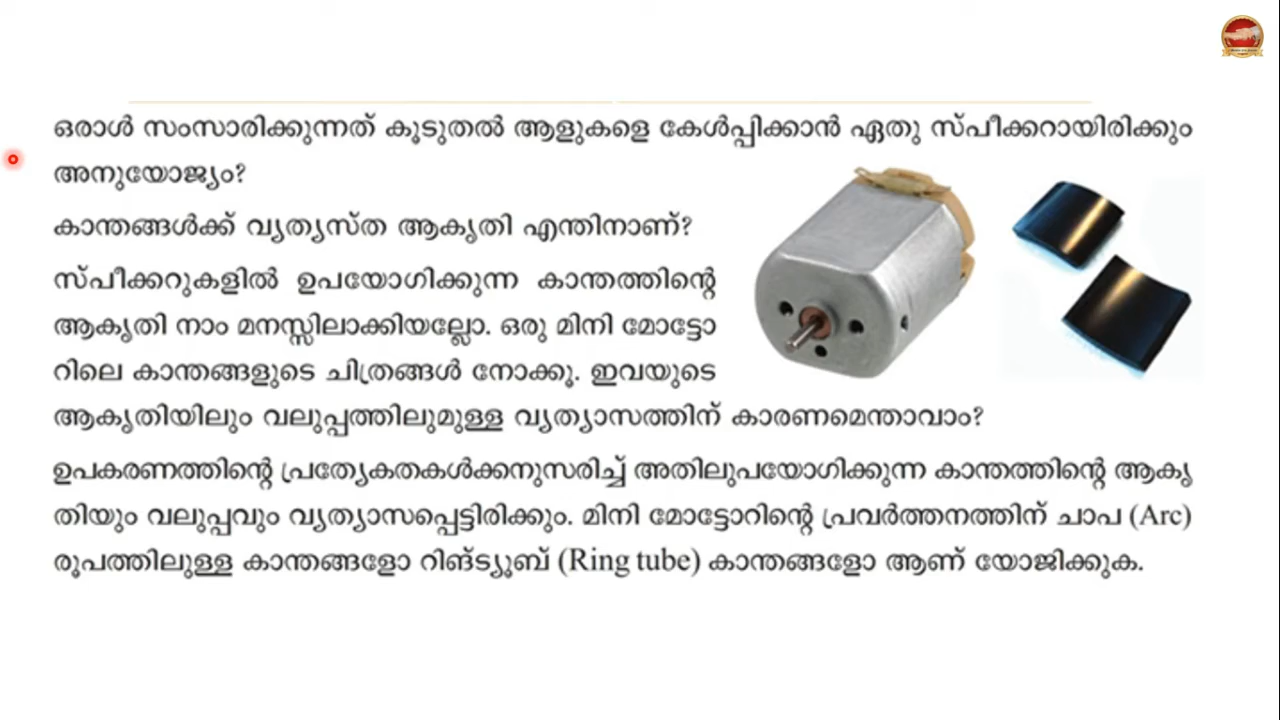 ഒരാൾ സംസാരിക്കുന്നത് കൂടുതൽ ആളുകളെ കേൾപ്പിക്കാൻ ഏതു സ്പീക്കറായിരിക്കും
അനുയോജ്യം?
കാന്തങ്ങൾക്ക് വ്യത്യസ്ത ആകൃതി എന്തിനാണ്?
സ്പീക്കറുകളിൽ ഉപയോഗിക്കുന്ന കാന്തത്തിന്റെ
ആകൃതി നാം മനസ്സിലാക്കിയല്ലോ. ഒരു മിനി മോട്ടോ
റിലെ കാന്തങ്ങളുടെ ചിത്രങ്ങൾ നോക്കൂ. ഇവയുടെ
ആകൃതിയിലും വലുപ്പത്തിലുമുള്ള വ്യത്യാസത്തിന് കാരണമെന്താവാം?
ഉപകരണത്തിന്റെ പ്രത്യേകതകൾക്കനുസരിച്ച് അതിലുപയോഗിക്കുന്ന കാന്തത്തിന്റെ ആകൃ
തിയും വലുപ്പവും വ്യത്യാസപ്പെട്ടിരിക്കും. മിനി മോട്ടോറിന്റെ പ്രവർത്തനത്തിന് ചാപ (Arc)
രൂപത്തിലുള്ള കാന്തങ്ങളോ റിങ്ട്യൂബ് (Ring tube) കാന്തങ്ങളോ ആണ് യോജിക്കുക.